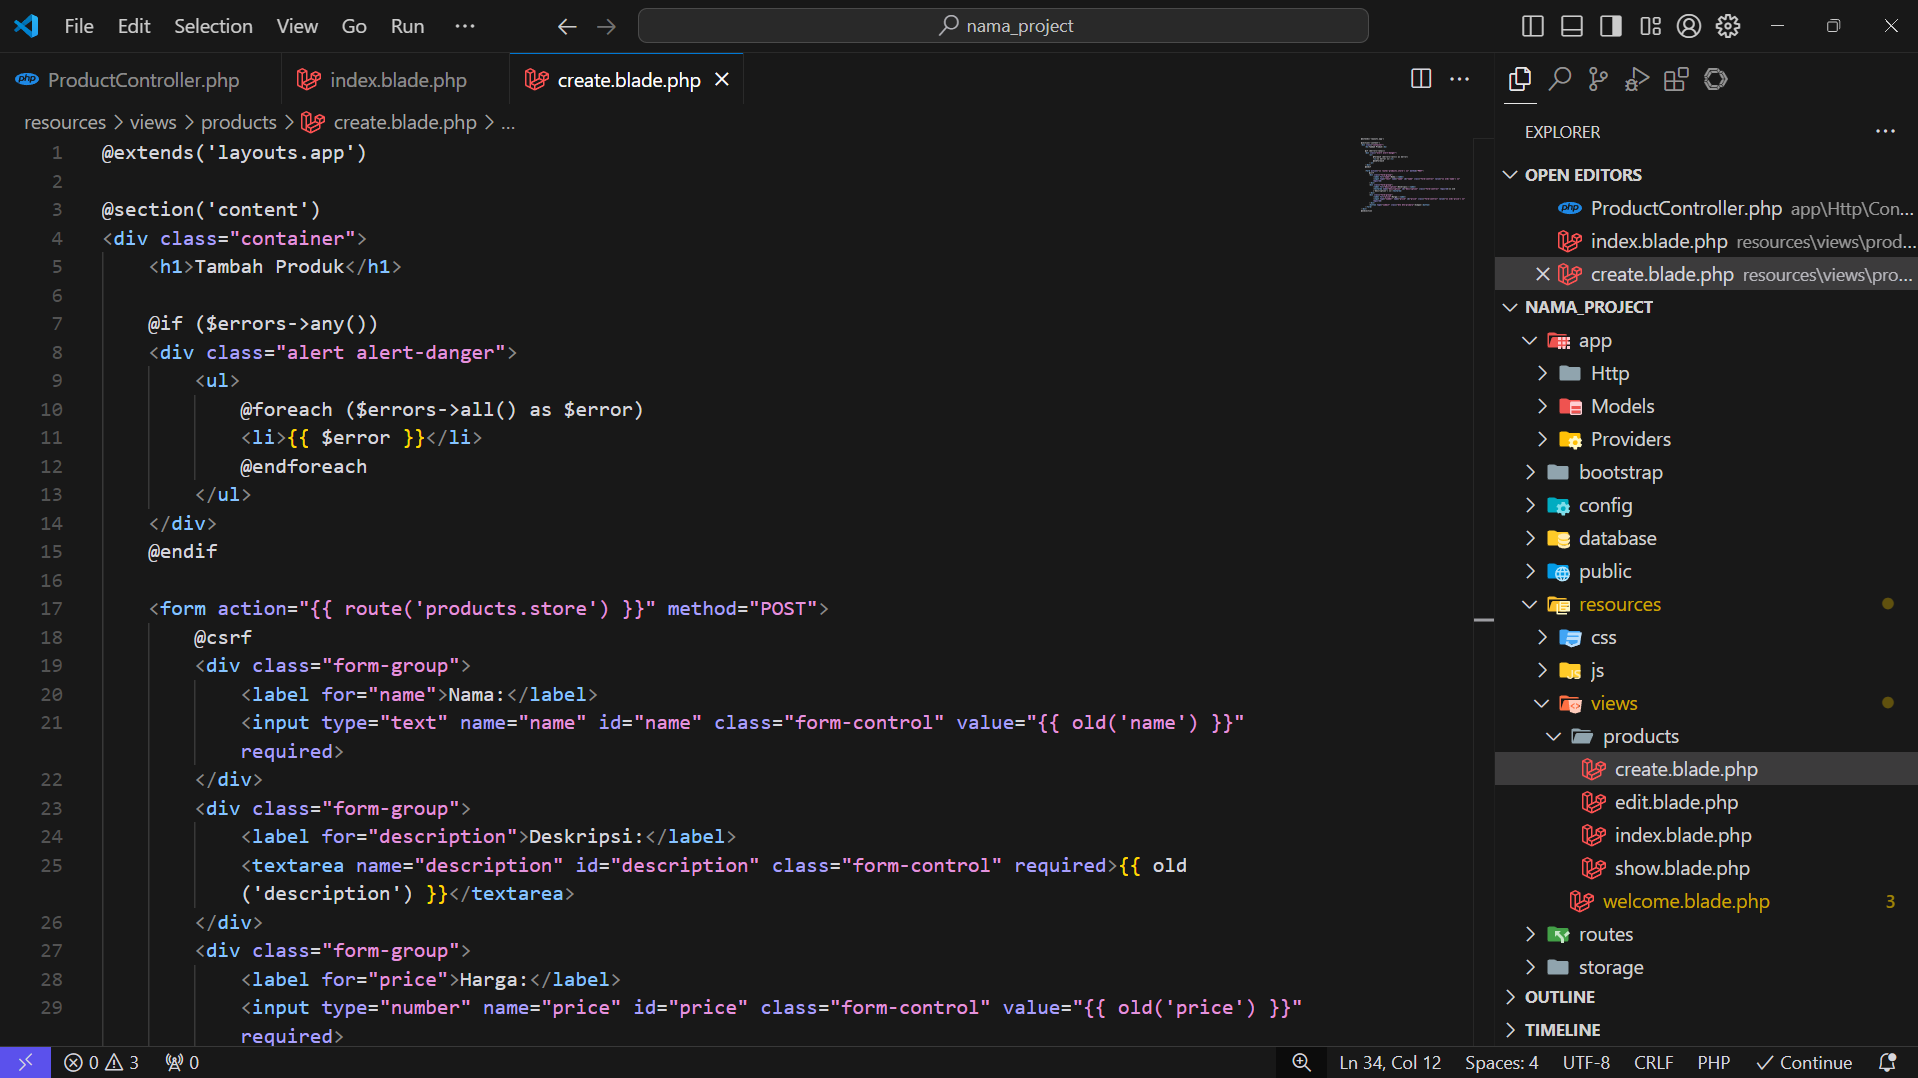 File Edit Selection View Go Run ···
nama_project
ProductController.php
index.blade.php
create.blade.php
resources > views > products > create.blade.php > ...
1 @extends('layouts.app')
2
3 @section('content')
4 <div class="container">
5 <h1>Tambah Produk</h1>
6
7 @if ($errors->any())
8 <div class="alert alert-danger">
9 <ul>
10 @foreach ($errors->all() as $error)
11 <li>{{ $error }}</li>
12 @endforeach
13 </ul>
14 </div>
15 @endif
16
17 <form action="{{ route('products.store') }}" method="POST">
18 @csrf
19 <div class="form-group">
20 <label for="name">Nama:</label>
21 <input type="text" name="name" id="name" class="form-control" value="{{ old('name') }}"
required>
22 </div>
23 <div class="form-group">
24 <label for="description">Deskripsi:</label>
25 <textarea name="description" id="description" class="form-control" required>{{ old
('description') }}</textarea>
26 </div>
27 <div class="form-group">
28 <label for="price">Harga:</label>
29 <input type="number" name="price" id="price" class="form-control" value="{{ old('price') }}"
required>
EXPLORER
OPEN EDITORS
ProductController.php app\Http\Con...
index.blade.php resources\views\prod...
create.blade.php resources\views\pro...
NAMA_PROJECT
app
Http
Models
Providers
bootstrap
config
database
public
resources
css
js
views
products
create.blade.php
edit.blade.php
index.blade.php
show.blade.php
welcome.blade.php 3
routes
storage
OUTLINE
TIMELINE
0 3 0
Ln 34, Col 12 Spaces: 4 UTF-8 CRLF PHP Continue